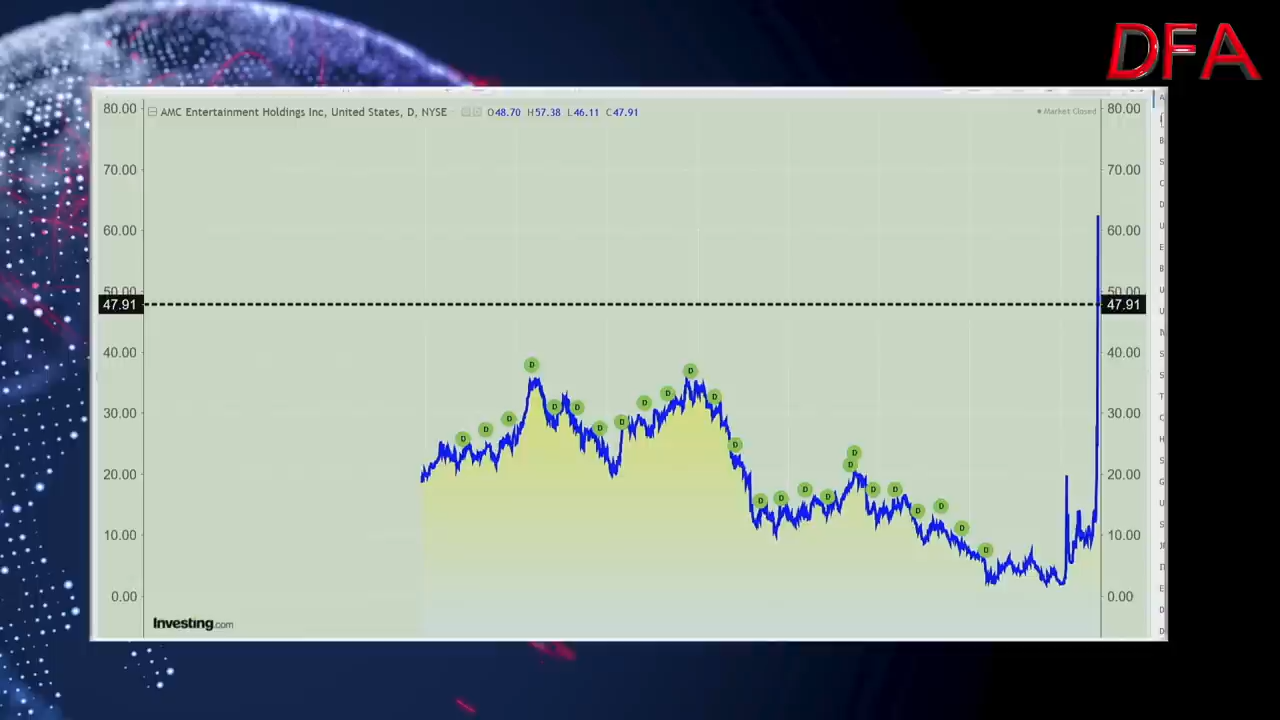 DFA
AMC Entertainment Holdings Inc, United States, D, NYSE O48.70 H57.38 L46.11 C47.91
Market Closed
80.00 80.00
70.00 70.00
60.00 60.00
50.00 50.00
47.91 47.91
40.00 40.00
D D
30.00 30.00
D D D D D D D D D D D
20.00 20.00
D D D D D D D D D D D D
10.00 10.00
D
0.00 0.00
Investing.com